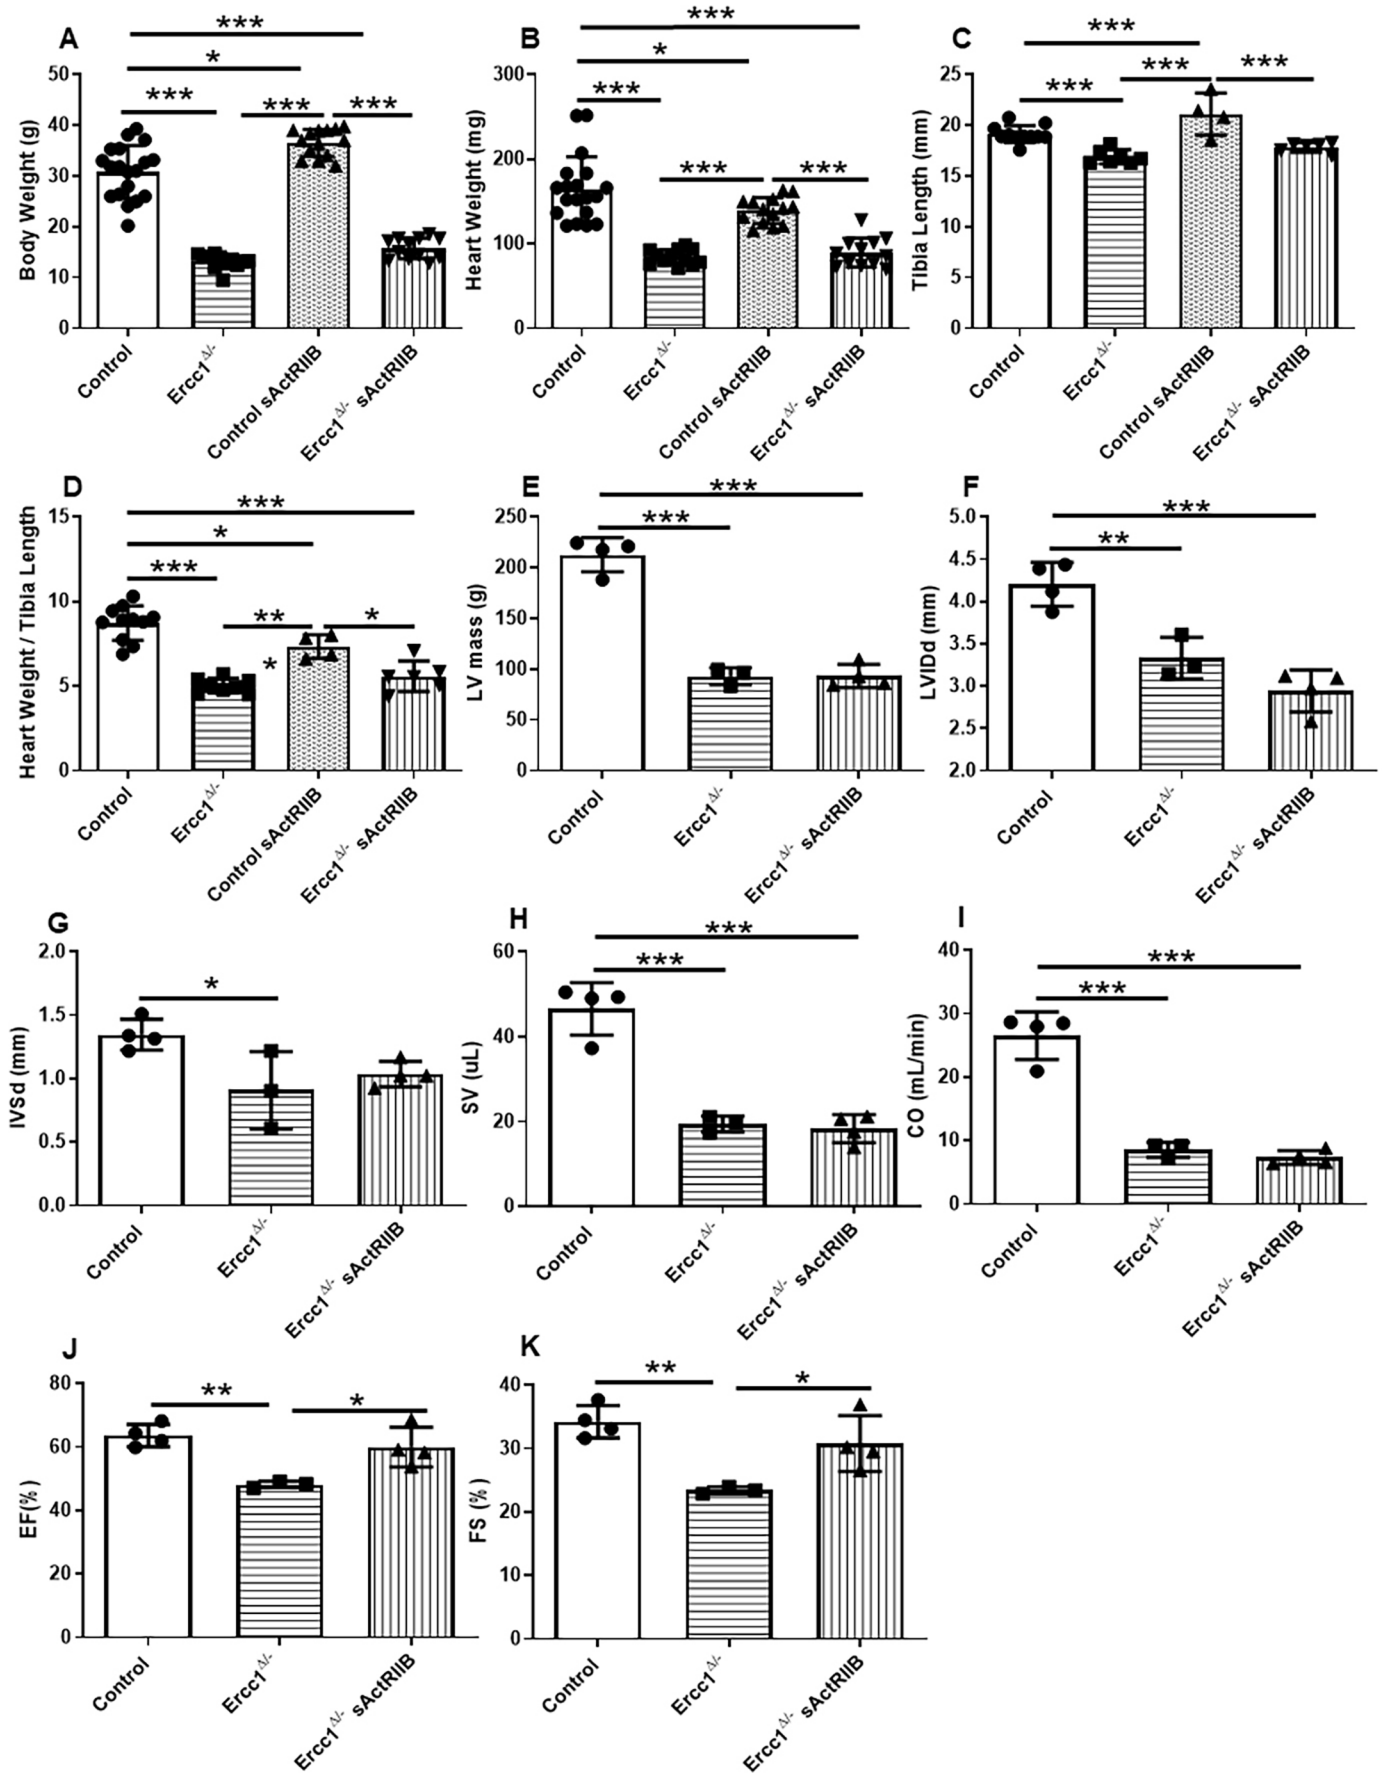 A
***
*
***
***
***
Body Weight (g)
50
40
30
20
10
0
Control
Ercc1Δ/-
Control sActRIIB
Ercc1Δ/- sActRIIB
B
***
*
***
***
***
Heart Weight (mg)
300
200
100
0
Control
Ercc1Δ/-
Control sActRIIB
Ercc1Δ/- sActRIIB
C
***
***
***
***
Tibla Length (mm)
25
20
15
10
5
0
Control
Ercc1Δ/-
Control sActRIIB
Ercc1Δ/- sActRIIB
D
***
*
***
**
*
*
Heart Weight / Tibla Length
15
10
5
0
Control
Ercc1Δ/-
Control sActRIIB
Ercc1Δ/- sActRIIB
E
***
***
LV mass (g)
250
200
150
100
50
0
Control
Ercc1Δ/-
Ercc1Δ/- sActRIIB
F
***
**
LVIDd (mm)
5.0
4.5
4.0
3.5
3.0
2.5
2.0
Control
Ercc1Δ/-
Ercc1Δ/- sActRIIB
G
*
IVSd (mm)
2.0
1.5
1.0
0.5
0.0
Control
Ercc1Δ/-
Ercc1Δ/- sActRIIB
H
***
***
SV (uL)
60
40
20
0
Control
Ercc1Δ/-
Ercc1Δ/- sActRIIB
I
***
***
CO (mL/min)
40
30
20
10
0
Control
Ercc1Δ/-
Ercc1Δ/- sActRIIB
J
**
*
EF(%)
80
60
40
20
0
Control
Ercc1Δ/-
Ercc1Δ/- sActRIIB
K
**
*
FS (%)
40
30
20
10
0
Control
Ercc1Δ/-
Ercc1Δ/- sActRIIB